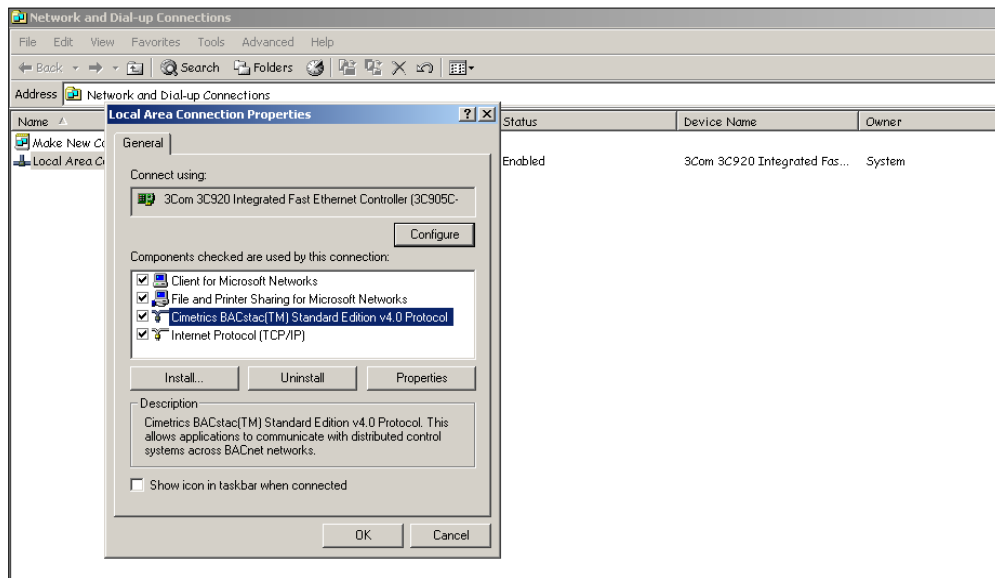 Network and Dial-up Connections
File Edit View Favorites Tools Advanced Help
Back Search Folders
Address Network and Dial-up Connections
Name Status Device Name Owner
Make New Co
Local Area C Enabled 3Com 3C920 Integrated Fas... System
Local Area Connection Properties
General
Connect using:
3Com 3C920 Integrated Fast Ethernet Controller (3C905C-
Configure
Components checked are used by this connection:
Client for Microsoft Networks
File and Printer Sharing for Microsoft Networks
Cimetrics BACstac(TM) Standard Edition v4.0 Protocol
Internet Protocol (TCP/IP)
Install... Uninstall Properties
Description
Cimetrics BACstac(TM) Standard Edition v4.0 Protocol. This
allows applications to communicate with distributed control
systems across BACnet networks.
Show icon in taskbar when connected
OK Cancel